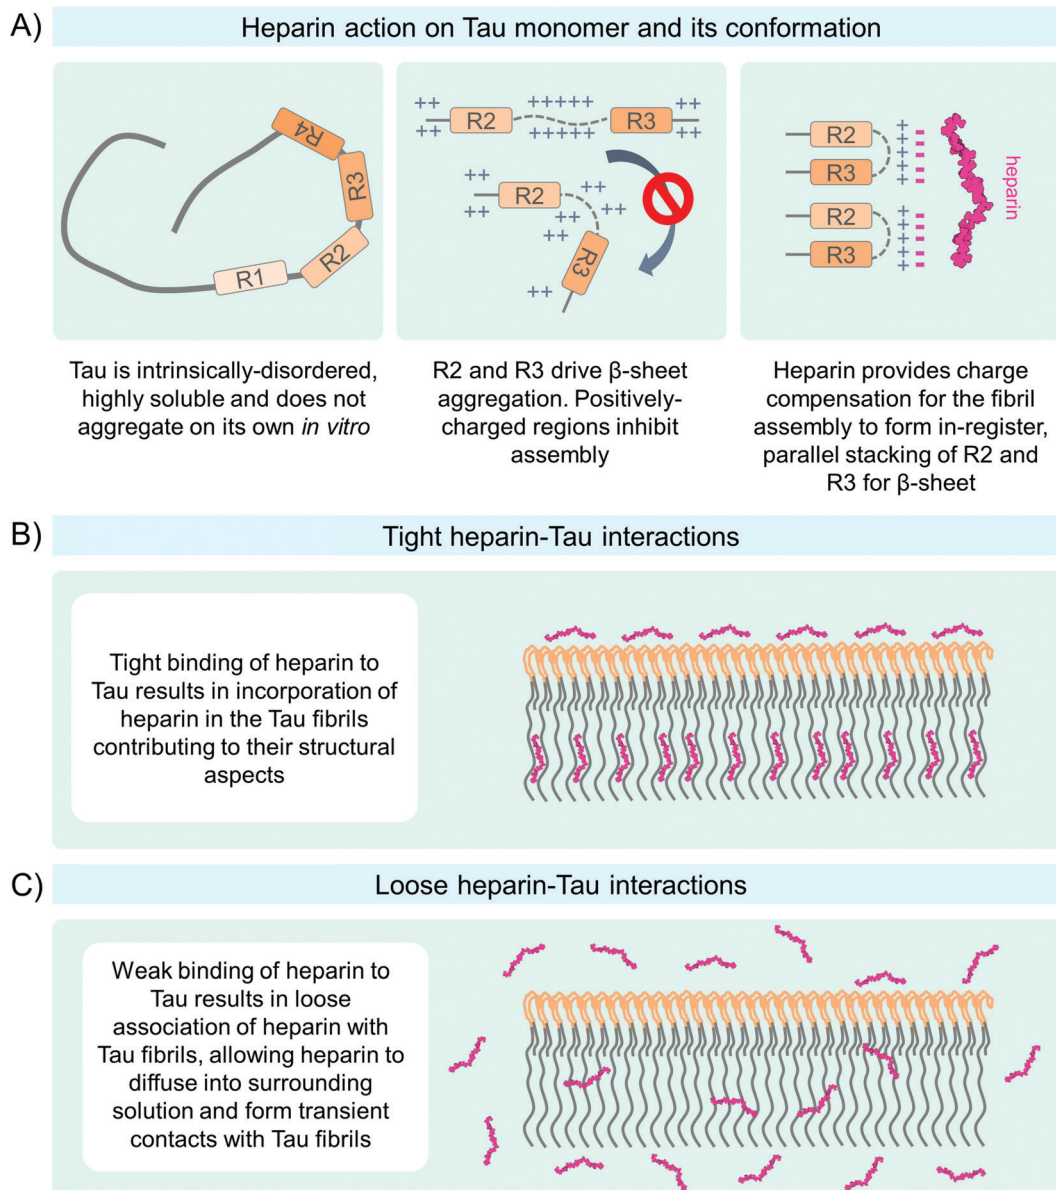 A)
Heparin action on Tau monomer and its conformation
R4
R3
R2
R1
++ +++++ ++
R2 R3
++ +++++ ++
++
R2 ++
++ ++
++
R3
++
R2
R3
R2
R3
+
+
+
+
+
+
+
+
+
+
heparin
Tau is intrinsically-disordered,
highly soluble and does not
aggregate on its own in vitro
R2 and R3 drive β-sheet
aggregation. Positively-
charged regions inhibit
assembly
Heparin provides charge
compensation for the fibril
assembly to form in-register,
parallel stacking of R2 and
R3 for β-sheet
B)
Tight heparin-Tau interactions
Tight binding of heparin to
Tau results in incorporation of
heparin in the Tau fibrils
contributing to their structural
aspects
C)
Loose heparin-Tau interactions
Weak binding of heparin to
Tau results in loose
association of heparin with
Tau fibrils, allowing heparin to
diffuse into surrounding
solution and form transient
contacts with Tau fibrils